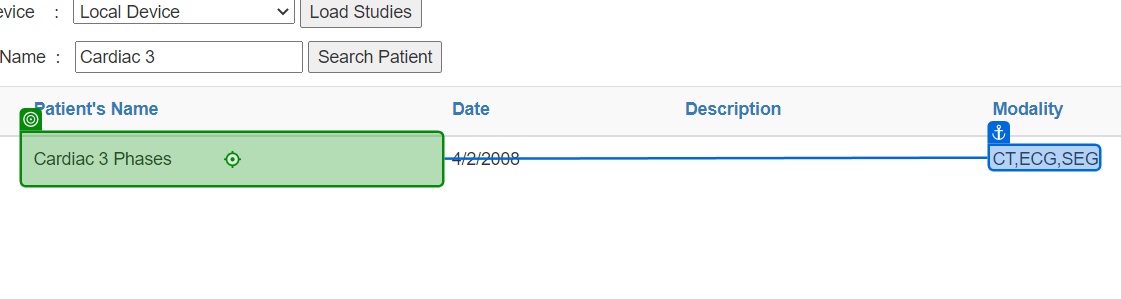 evice : Local Device Load Studies
Name : Cardiac 3 Search Patient
Patient's Name Date Description Modality
Cardiac 3 Phases 4/2/2008 CT,ECG,SEG